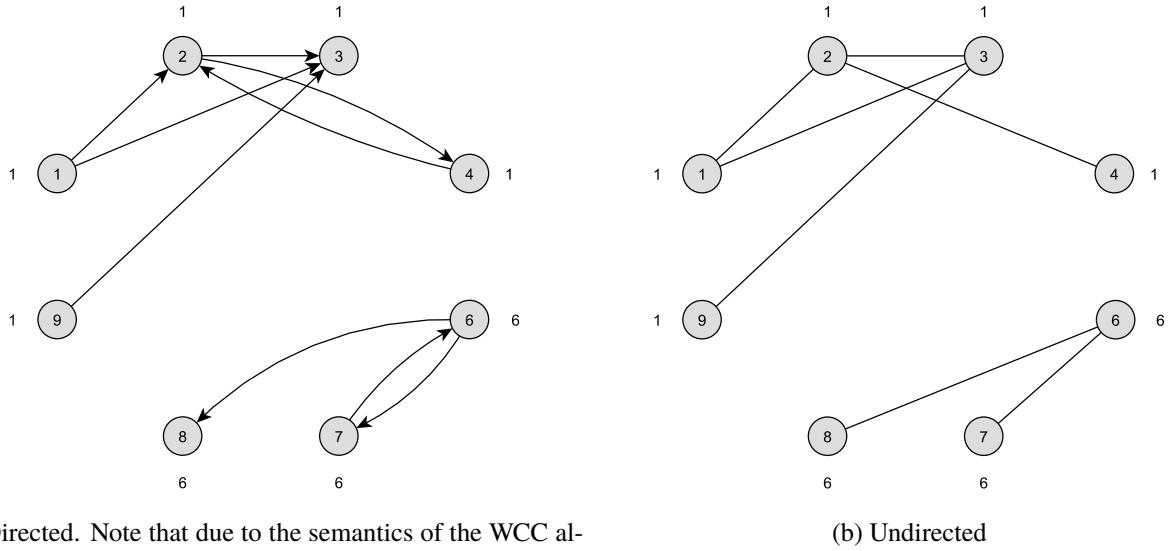 1 1 1 1
2 3 2 3
1 1 4 1 1 1 4 1
1 9 6 6 1 9 6 6
8 7 8 7
6 6 6 6
irected. Note that due to the semantics of the WCC al-
(b) Undirected